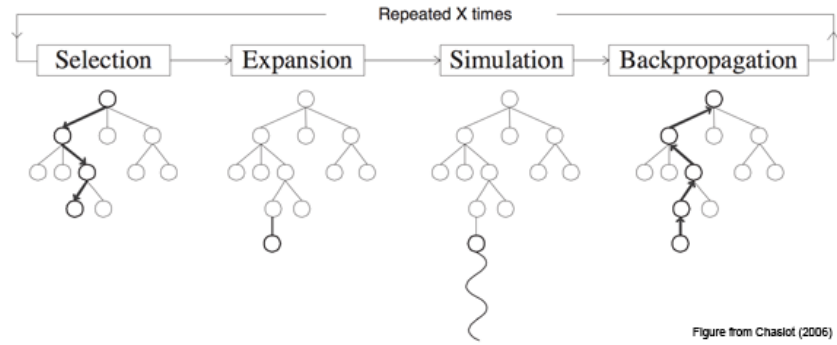 Repeated X times
Selection
Expansion
Simulation
Backpropagation
Figure from Chaslot (2006)